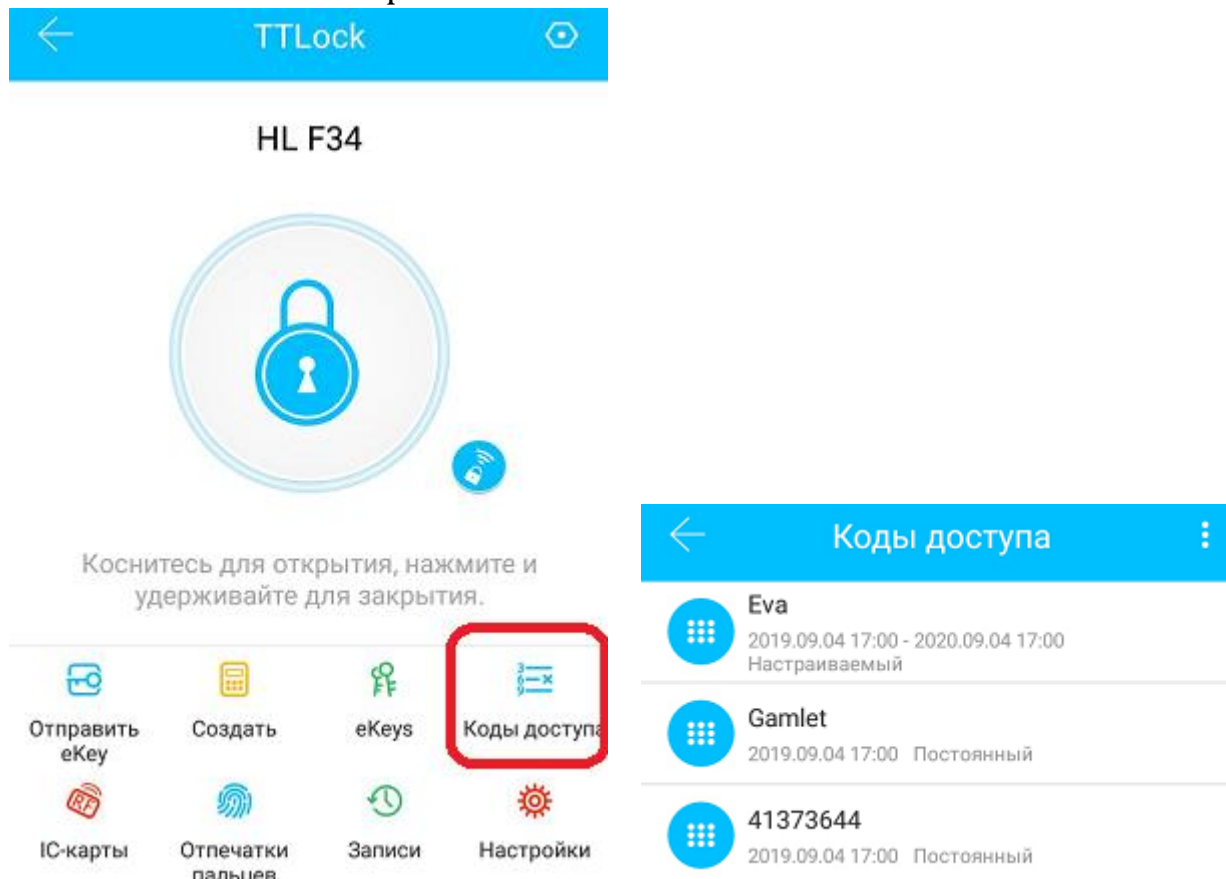 TTLock
HL F34
Коснитесь для открытия, нажмите и
удерживайте для закрытия.
Отправить
eKey
Создать
eKeys
Коды доступа
IC-карты
Отпечатки
пальцев
Записи
Настройки
Коды доступа
Eva
2019.09.04 17:00 - 2020.09.04 17:00
Настраиваемый
Gamlet
2019.09.04 17:00 Постоянный
41373644
2019.09.04 17:00 Постоянный